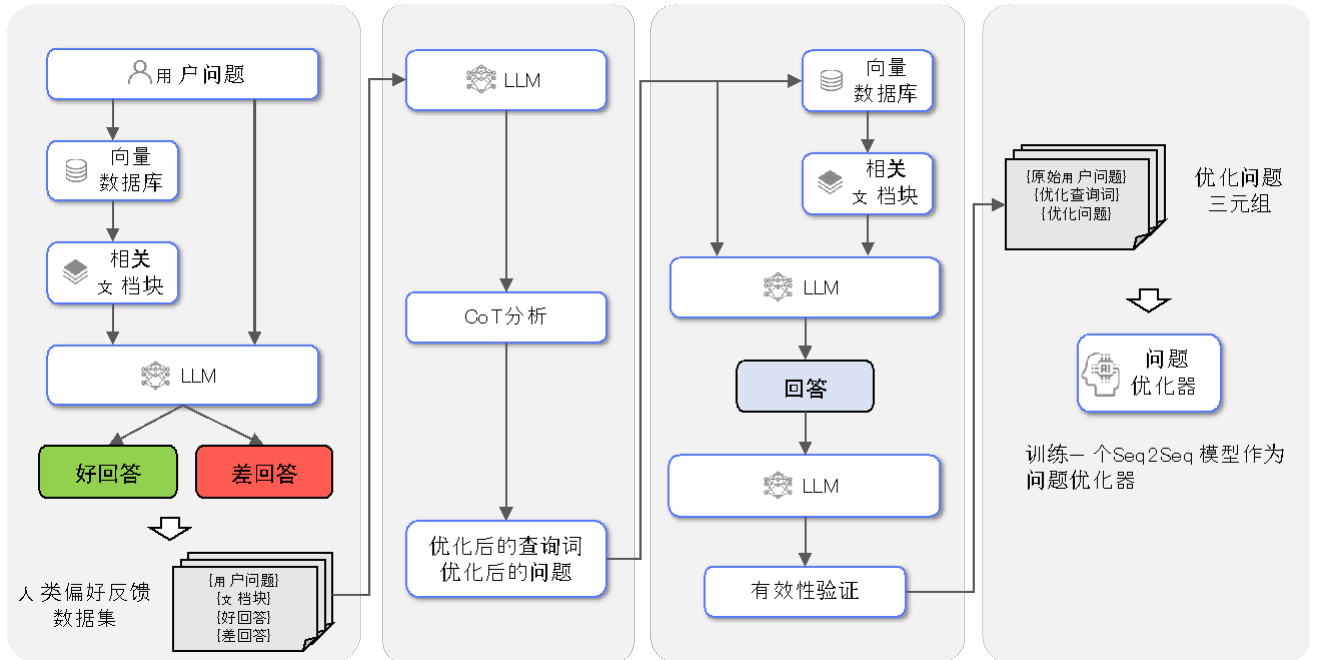 用户问题
向量
数据库
相关
文档块
LLM
好回答
差回答
人类偏好反馈
数据集
{用户问题}
{文档块}
{好回答}
{差回答}
LLM
CoT分析
优化后的查询词
优化后的问题
向量
数据库
相关
文档块
LLM
回答
LLM
有效性验证
{原始用户问题}
{优化查询词}
{优化问题}
优化问题
三元组
AI
问题
优化器
训练一个Seq2Seq模型作为
问题优化器